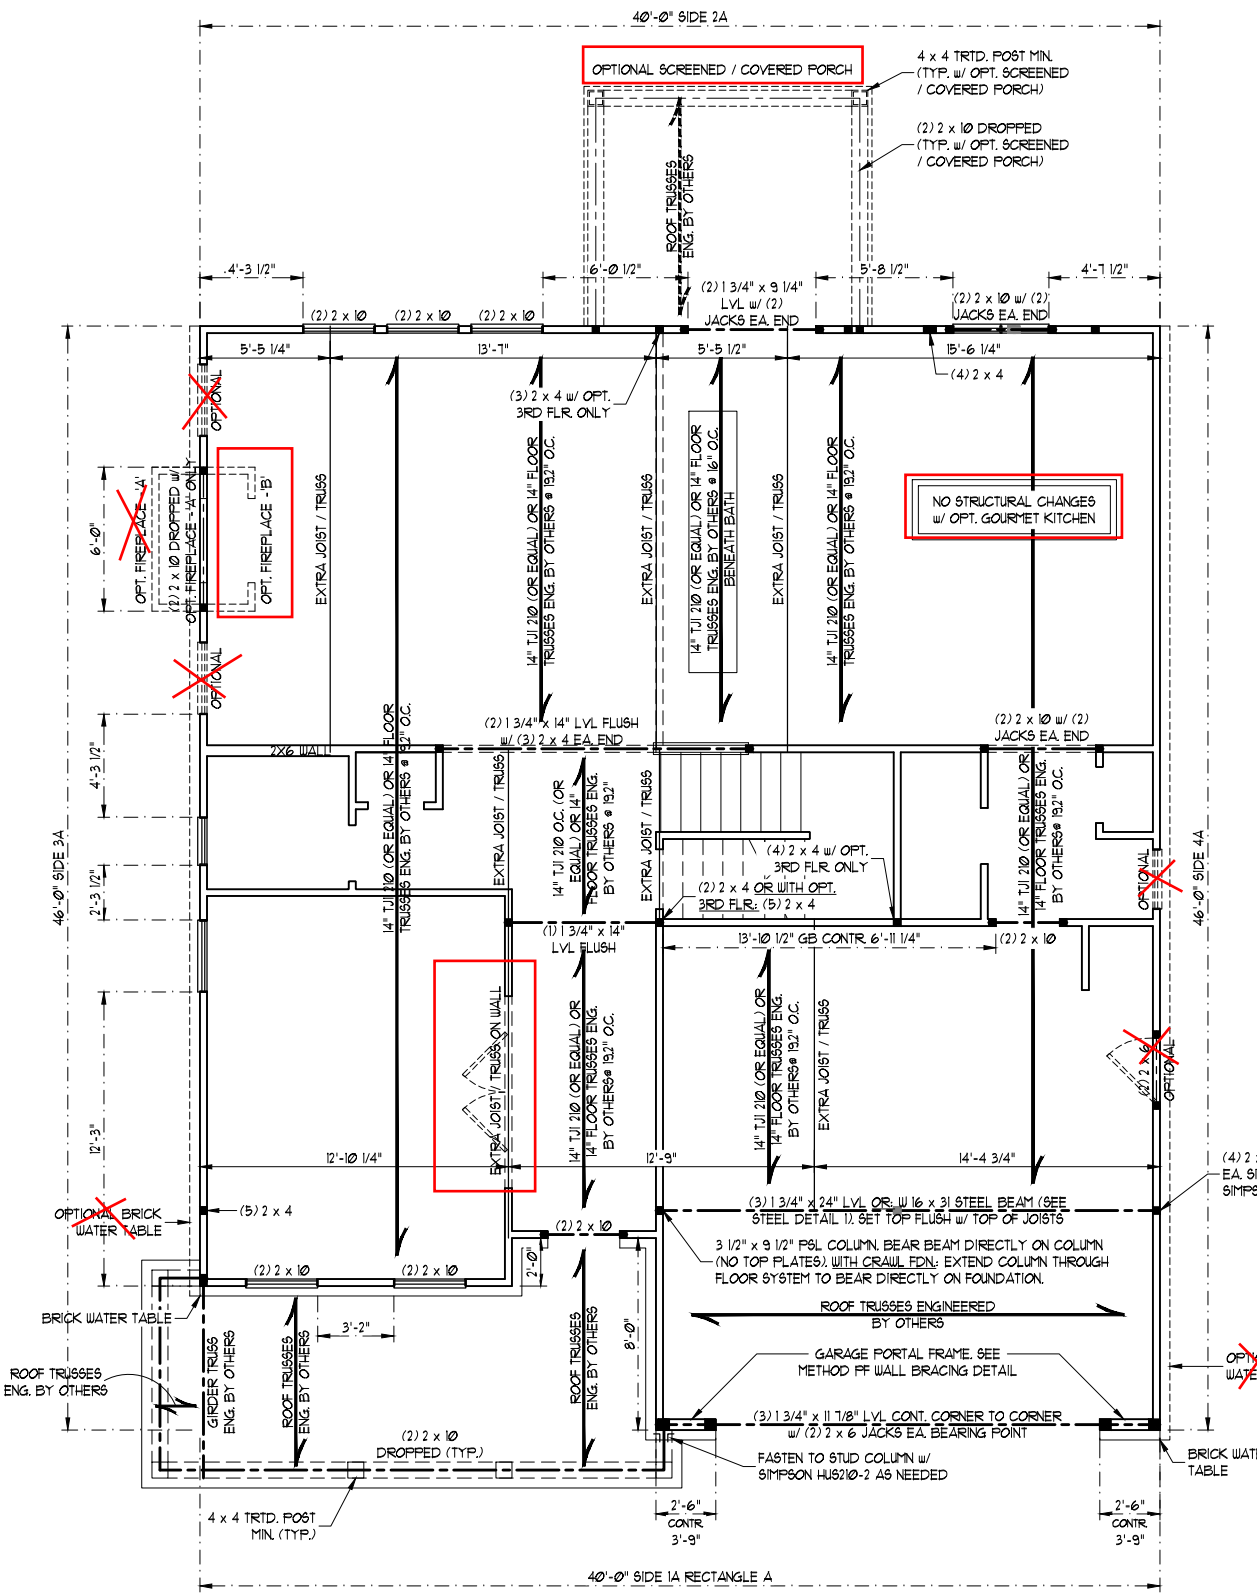 40'-0" SIDE 2A
OPTIONAL SCREENED / COVERED PORCH
4 x 4 TRTD. POST MIN.
(TYP. w/ OPT. SCREENED
/ COVERED PORCH)
(2) 2 x 10 DROPPED
(TYP. w/ OPT. SCREENED
/ COVERED PORCH)
ROOF TRUSSES
ENG. BY OTHERS
4'-3 1/2"
6'-0 1/2"
5'-8 1/2"
4'-7 1/2"
(2) 1 3/4" x 9 1/4"
LVL w/ (2)
JACKS EA. END
(2) 2 x 10 w/ (2)
JACKS EA. END
(2) 2 x 10
(2) 2 x 10
(2) 2 x 10
5'-5 1/4"
13'-7"
5'-5 1/2"
15'-6 1/4"
(3) 2 x 4 w/ OPT.
3RD FLR. ONLY
(4) 2 x 4
OPTIONAL
OPT. FIREPLACE -'A'
(2) 2 x 10 DROPPED w/
OPT. FIREPLACE -'A' ONLY
OPT. FIREPLACE -'B'
6'-0"
EXTRA JOIST / TRUSS
14" TJI 210 (OR EQUAL) OR 14" FLOOR
TRUSSES ENG. BY OTHERS @ 19.2" O.C.
14" TJI 210 (OR EQUAL) OR 14" FLOOR
TRUSSES ENG. BY OTHERS @ 19.2" O.C.
EXTRA JOIST / TRUSS
14" TJI 210 (OR EQUAL) OR 14" FLOOR
TRUSSES ENG. BY OTHERS @ 16" O.C.
BENEATH BATH
EXTRA JOIST / TRUSS
14" TJI 210 (OR EQUAL) OR 14" FLOOR
TRUSSES ENG. BY OTHERS @ 19.2" O.C.
NO STRUCTURAL CHANGES
w/ OPT. GOURMET KITCHEN
OPTIONAL
(2) 1 3/4" x 14" LVL FLUSH
w/ (3) 2 x 4 EA. END
(2) 2 x 10 w/ (2)
JACKS EA. END
2X6 WALL
4'-3 1/2"
46'-0" SIDE 3A
2'-3 1/2"
EXTRA JOIST / TRUSS
14" TJI 210 O.C. (OR
EQUAL) OR 14"
FLOOR TRUSSES ENG.
BY OTHERS @ 19.2"
EXTRA JOIST / TRUSS
(4) 2 x 4 w/ OPT.
3RD FLR ONLY
(2) 2 x 4 OR WITH OPT.
3RD FLR.: (5) 2 x 4
14" TJI 210 (OR EQUAL) OR
14" FLOOR TRUSSES ENG.
BY OTHERS@ 19.2" O.C.
OPTIONAL
46'-0" SIDE 4A
(1) 1 3/4" x 14"
LVL FLUSH
13'-10 1/2" GB CONTR. 6'-11 1/4"
(2) 2 x 10
EXTRA JOIST / TRUSS ON WALL
14" TJI 210 (OR EQUAL) OR
14" FLOOR TRUSSES ENG.
BY OTHERS@ 19.2" O.C.
14" TJI 210 (OR EQUAL) OR
14" FLOOR TRUSSES ENG.
BY OTHERS@ 19.2" O.C.
EXTRA JOIST / TRUSS
(2) 2 x 6
OPTIONAL
12'-3"
12'-10 1/4"
12'-9"
14'-4 3/4"
(4) 2
EA. SI
SIMPS
OPTIONAL BRICK
WATER TABLE
(5) 2 x 4
(3) 1 3/4" x 24" LVL OR: W 16 x 31 STEEL BEAM (SEE
STEEL DETAIL 1). SET TOP FLUSH w/ TOP OF JOISTS
(2) 2 x 10
3 1/2" x 9 1/2" PSL COLUMN. BEAR BEAM DIRECTLY ON COLUMN
(NO TOP PLATES). WITH CRAWL FDN.: EXTEND COLUMN THROUGH
FLOOR SYSTEM TO BEAR DIRECTLY ON FOUNDATION.
2'-0"
(2) 2 x 10
(2) 2 x 10
BRICK WATER TABLE
3'-2"
ROOF TRUSSES ENGINEERED
BY OTHERS
8'-0"
GARAGE PORTAL FRAME. SEE
METHOD PF WALL BRACING DETAIL
ROOF TRUSSES
ENG. BY OTHERS
GIRDER TRUSS
ENG. BY OTHERS
ROOF TRUSSES
ENG. BY OTHERS
ROOF TRUSSES
ENG. BY OTHERS
OPTI
WATE
(3) 1 3/4" x 11 7/8" LVL CONT. CORNER TO CORNER
w/ (2) 2 x 6 JACKS EA. BEARING POINT
(2) 2 x 10
DROPPED (TYP.)
FASTEN TO STUD COLUMN w/
SIMPSON HUS210-2 AS NEEDED
BRICK WATE
TABLE
4 x 4 TRTD. POST
MIN. (TYP.)
2'-6"
CONTR.
3'-9"
2'-6"
CONTR.
3'-9"
40'-0" SIDE 1A RECTANGLE A